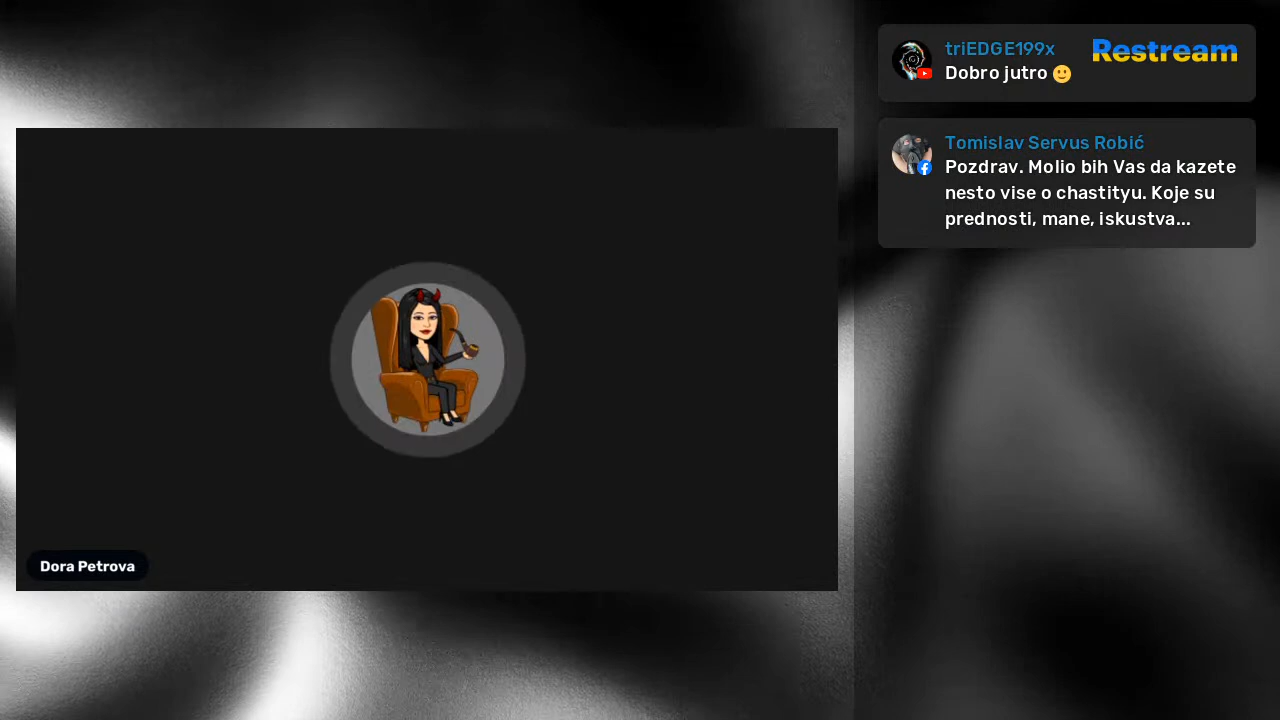 triEDGE199x
Restream
Dobro jutro 🙂
Tomislav Servus Robić
Pozdrav. Molio bih Vas da kazete
nesto vise o chastityu. Koje su
prednosti, mane, iskustva...
Dora Petrova